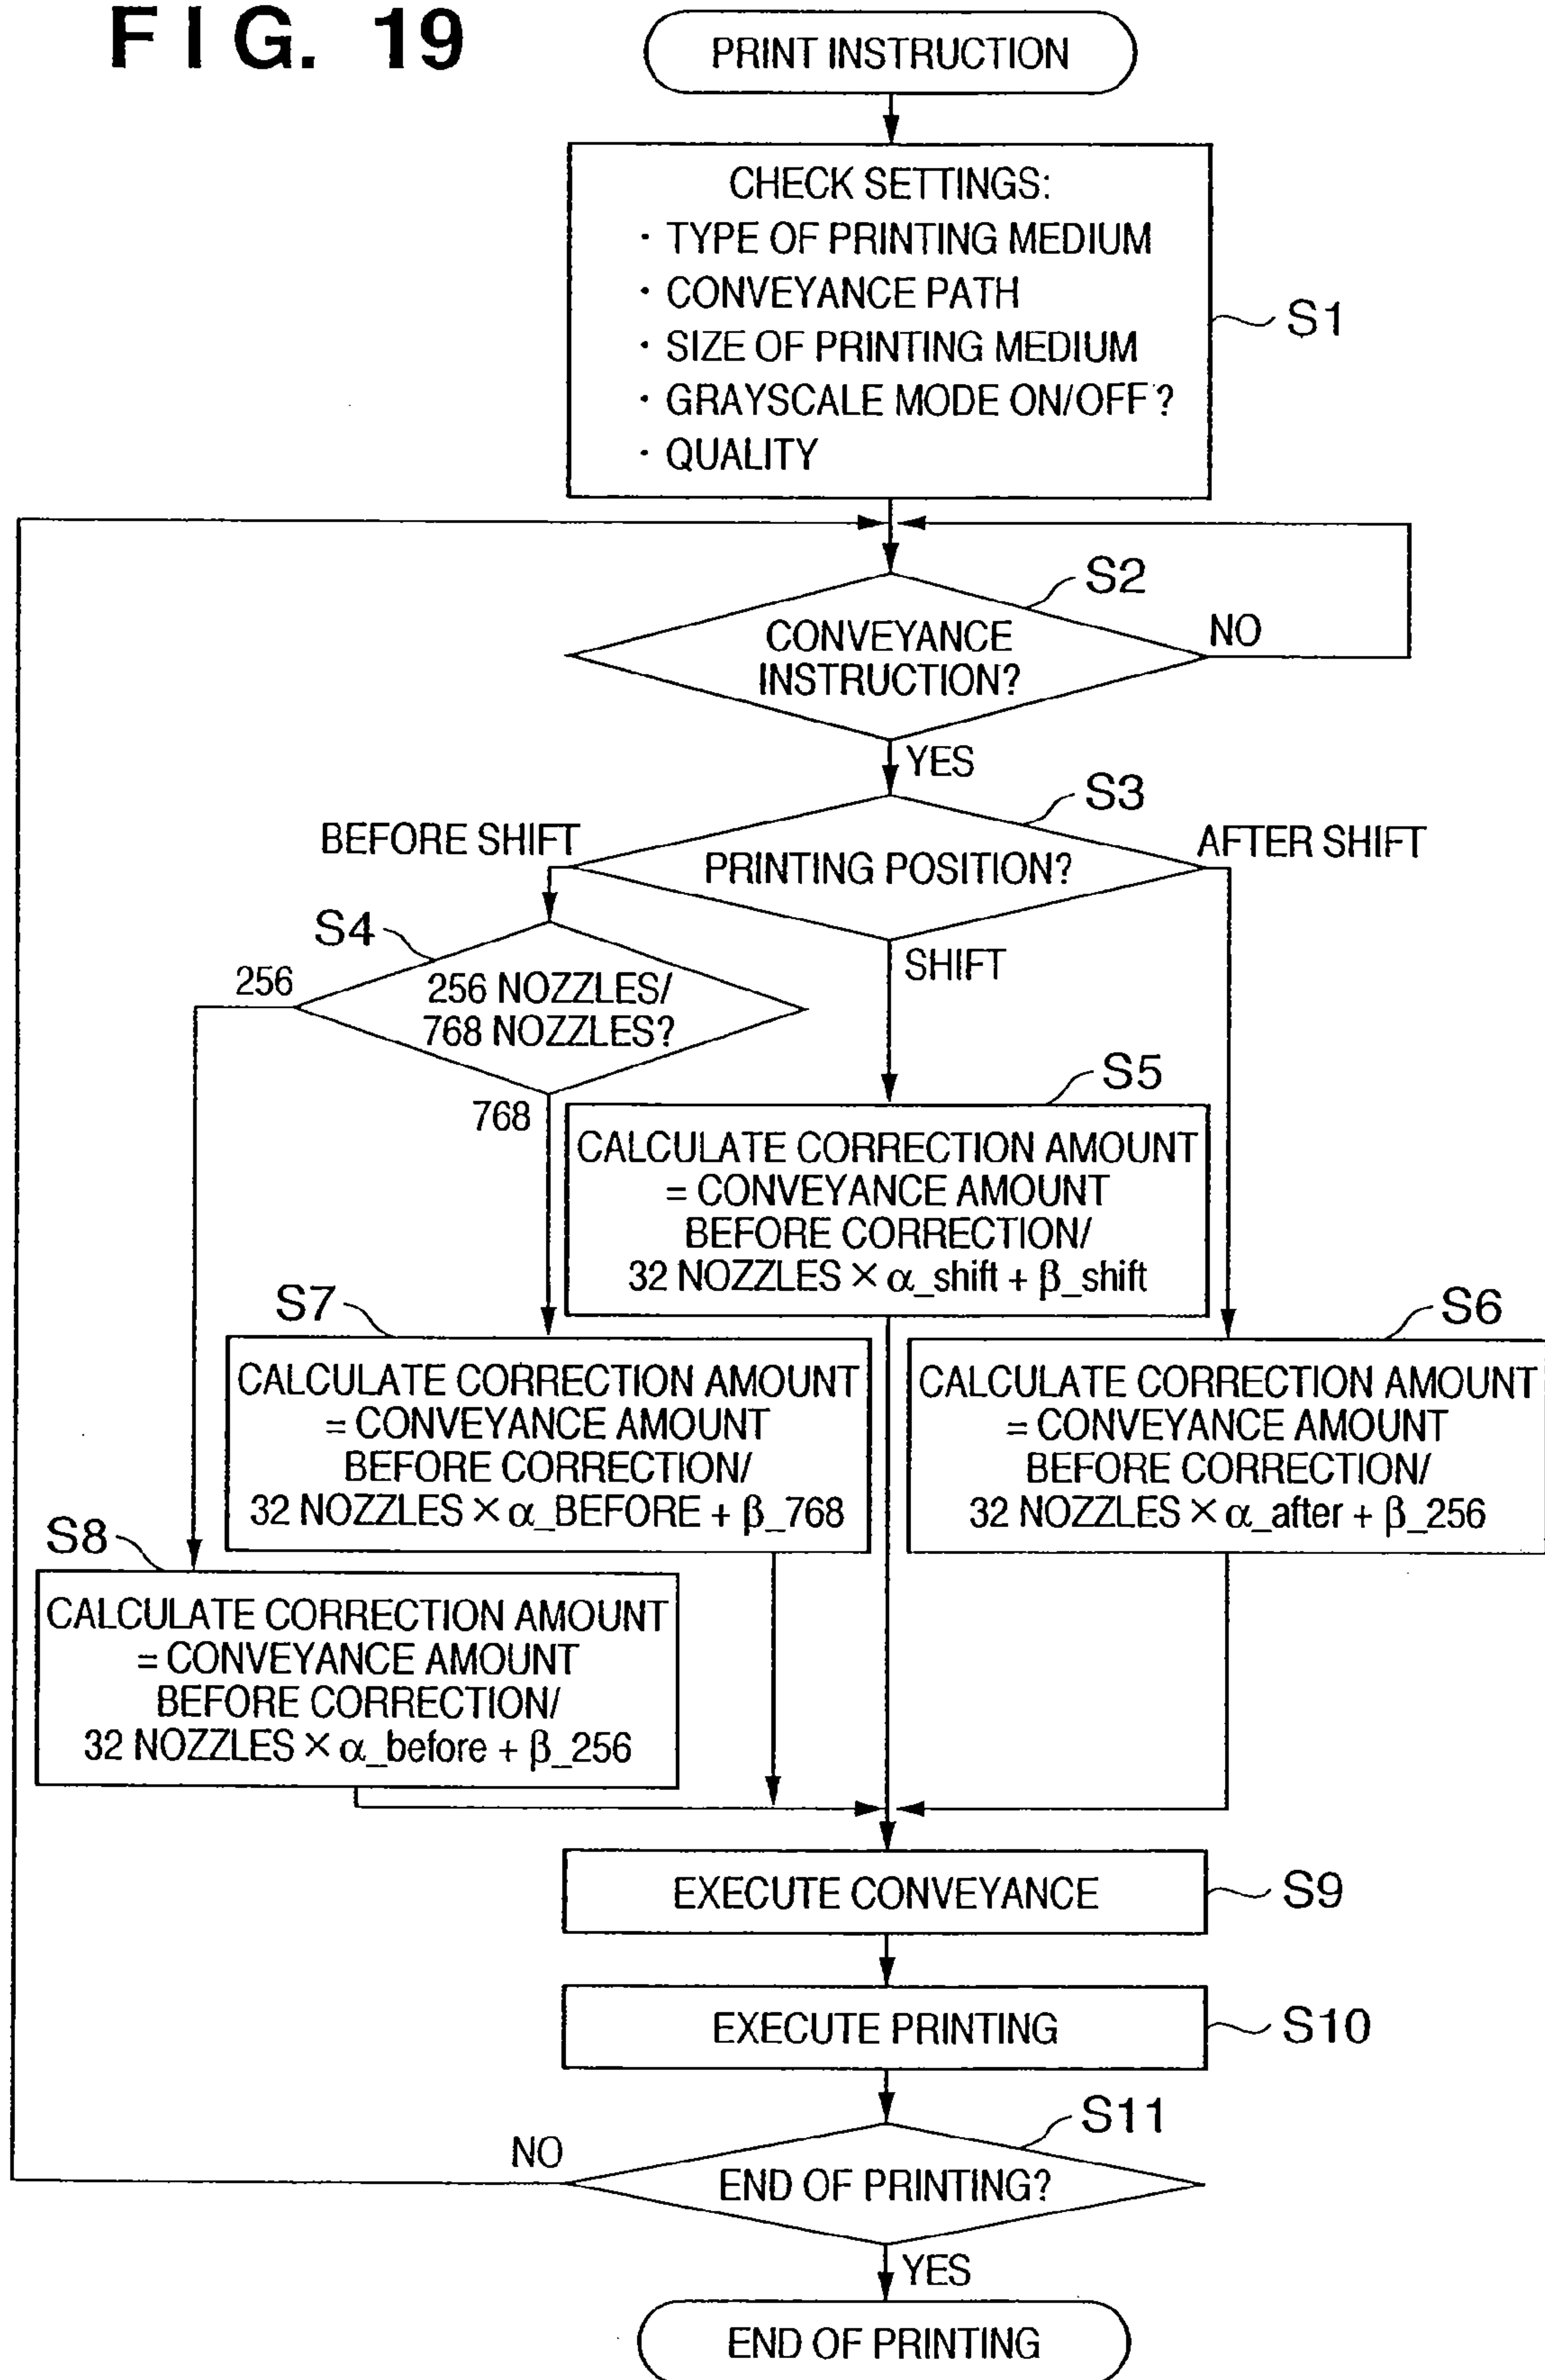 FIG. 19
PRINT INSTRUCTION
CHECK SETTINGS:
· TYPE OF PRINTING MEDIUM
· CONVEYANCE PATH
· SIZE OF PRINTING MEDIUM
· GRAYSCALE MODE ON/OFF ?
· QUALITY
S1
S2
CONVEYANCE
INSTRUCTION?
NO
YES
S3
BEFORE SHIFT
PRINTING POSITION?
AFTER SHIFT
S4
256
256 NOZZLES/
768 NOZZLES?
SHIFT
768
S5
CALCULATE CORRECTION AMOUNT
= CONVEYANCE AMOUNT
BEFORE CORRECTION/
32 NOZZLES × α_shift + β_shift
S7
CALCULATE CORRECTION AMOUNT
= CONVEYANCE AMOUNT
BEFORE CORRECTION/
32 NOZZLES × α_BEFORE + β_768
S6
CALCULATE CORRECTION AMOUNT
= CONVEYANCE AMOUNT
BEFORE CORRECTION/
32 NOZZLES × α_after + β_256
S8
CALCULATE CORRECTION AMOUNT
= CONVEYANCE AMOUNT
BEFORE CORRECTION/
32 NOZZLES × α_before + β_256
EXECUTE CONVEYANCE
S9
EXECUTE PRINTING
S10
S11
NO
END OF PRINTING?
YES
END OF PRINTING